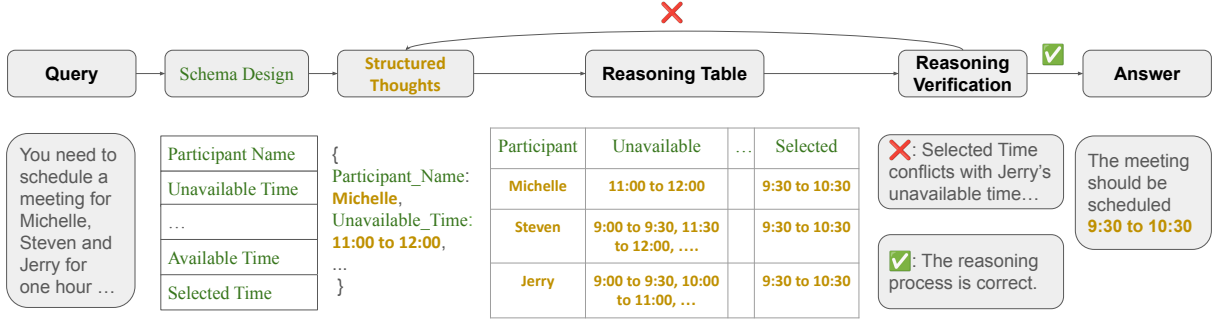 Query
Schema Design
Structured
Thoughts
Reasoning Table
Reasoning
Verification
Answer
You need to
schedule a
meeting for
Michelle,
Steven and
Jerry for
one hour ...
Participant Name
Unavailable Time
...
Available Time
Selected Time
{
Participant_Name:
Michelle,
Unavailable_Time:
11:00 to 12:00,
...
}
Participant Unavailable ... Selected
Michelle 11:00 to 12:00 9:30 to 10:30
Steven 9:00 to 9:30, 11:30
to 12:00, .... 9:30 to 10:30
Jerry 9:00 to 9:30, 10:00
to 11:00, ... 9:30 to 10:30
❌: Selected Time
conflicts with Jerry's
unavailable time...
✅: The reasoning
process is correct.
The meeting
should be
scheduled
9:30 to 10:30